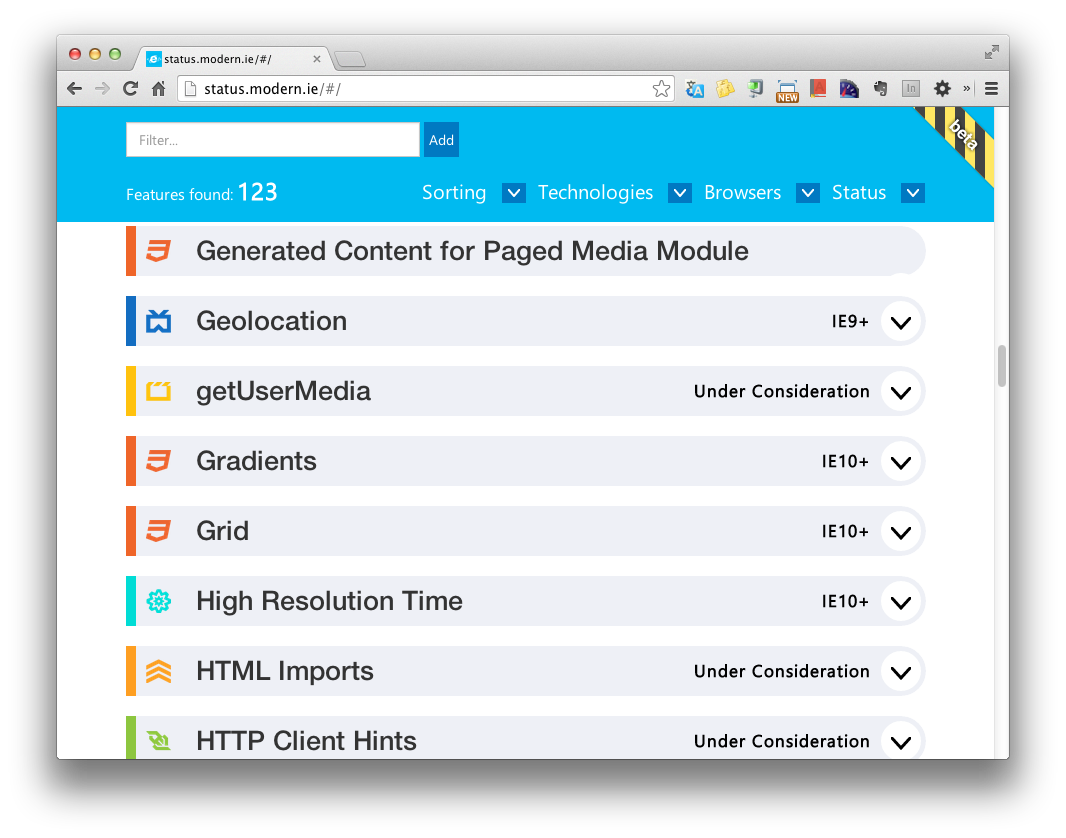 status.modern.ie/#/
status.modern.ie/#/
NEW
In
»
Filter...
Add
beta
Features found: 123
Sorting
Technologies
Browsers
Status
Generated Content for Paged Media Module
Geolocation
IE9+
getUserMedia
Under Consideration
Gradients
IE10+
Grid
IE10+
High Resolution Time
IE10+
HTML Imports
Under Consideration
HTTP Client Hints
Under Consideration